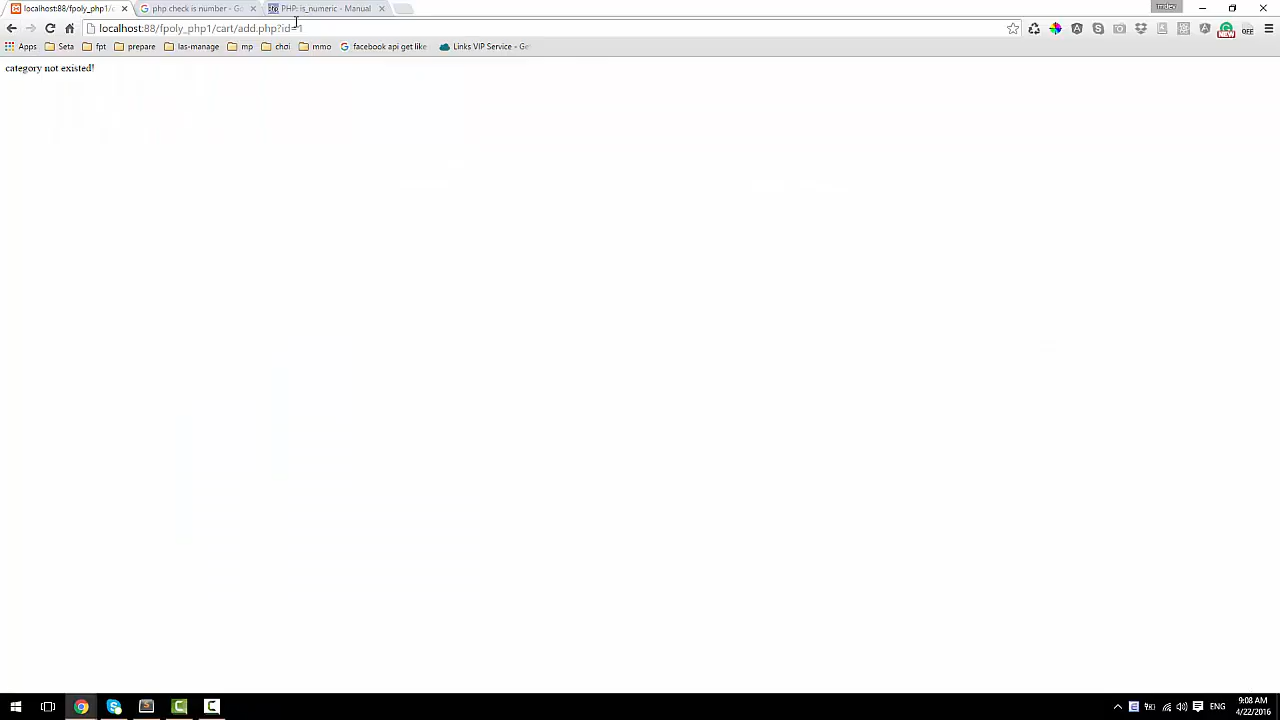 localhost:88/fpoly_php1/c
php check is number - Go
PHP: is_numeric - Manual
localhost:88/fpoly_php1/cart/add.php?id=1
Apps Seta fpt prepare las-manage mp choi mmo facebook api get like Links VIP Service - Ge
NEW OFF
category not existed!
ENG
9:08 AM
4/22/2016